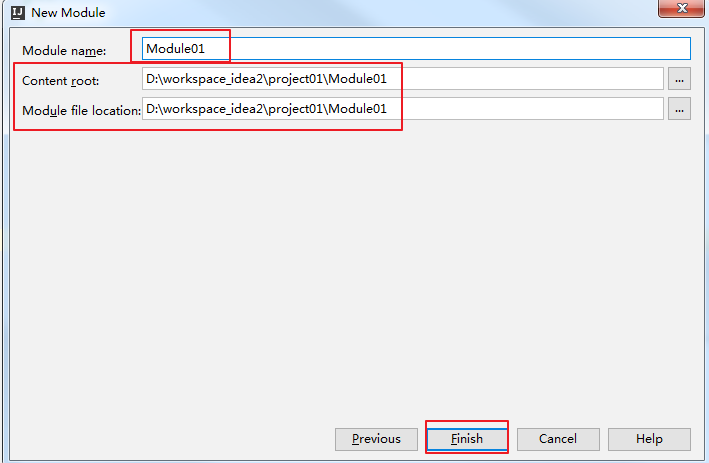 IJ New Module
Module name: Module01
Content root: D:\workspace_idea2\project01\Module01 ...
Module file location: D:\workspace_idea2\project01\Module01 ...
Previous Finish Cancel Help